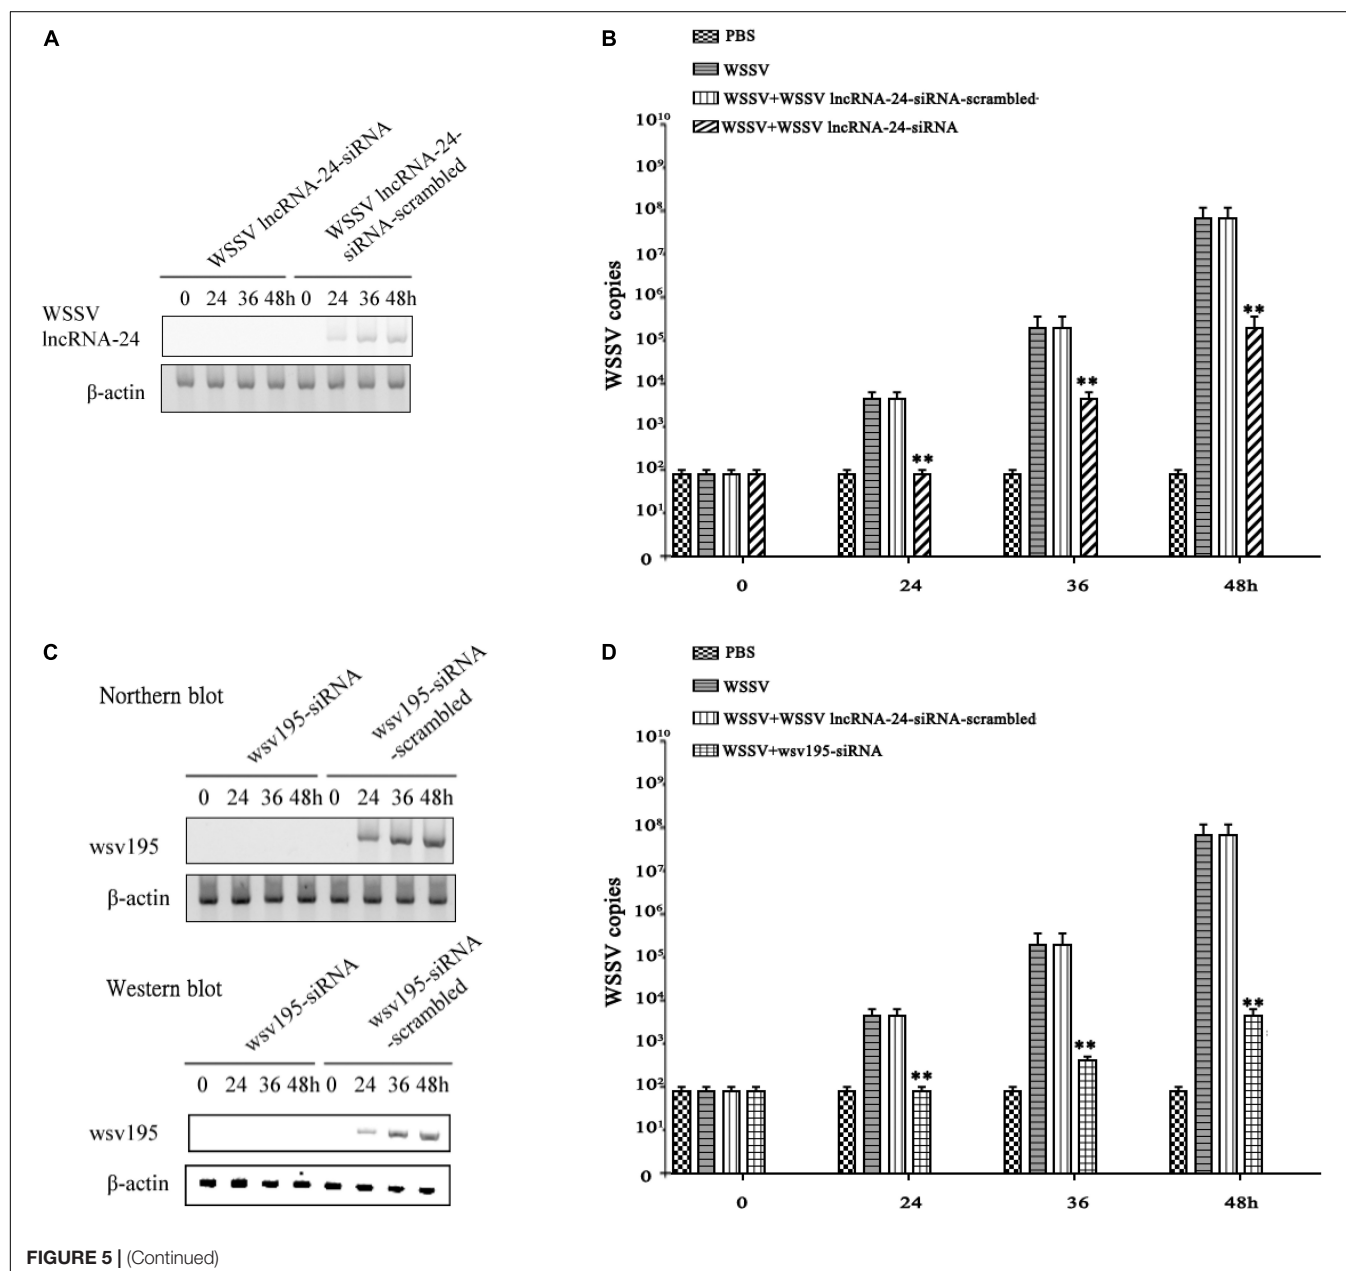 A
WSSV lncRNA-24-siRNA
WSSV lncRNA-24-
siRNA-scrambled
0 24 36 48h 0 24 36 48h
WSSV
lncRNA-24
β-actin
B
PBS
WSSV
WSSV+WSSV lncRNA-24-siRNA-scrambled
WSSV+WSSV lncRNA-24-siRNA
WSSV copies
10¹⁰
10⁹
10⁸
10⁷
10⁶
10⁵
10⁴
10³
10²
10¹
0
**
**
**
0 24 36 48h
C
Northern blot
wsv195-siRNA
wsv195-siRNA
-scrambled
0 24 36 48h 0 24 36 48h
wsv195
β-actin
Western blot
wsv195-siRNA
wsv195-siRNA
-scrambled
0 24 36 48h 0 24 36 48h
wsv195
β-actin
D
PBS
WSSV
WSSV+WSSV lncRNA-24-siRNA-scrambled
WSSV+wsv195-siRNA
WSSV copies
10¹⁰
10⁹
10⁸
10⁷
10⁶
10⁵
10⁴
10³
10²
10¹
0
**
**
**
0 24 36 48h
FIGURE 5 | (Continued)